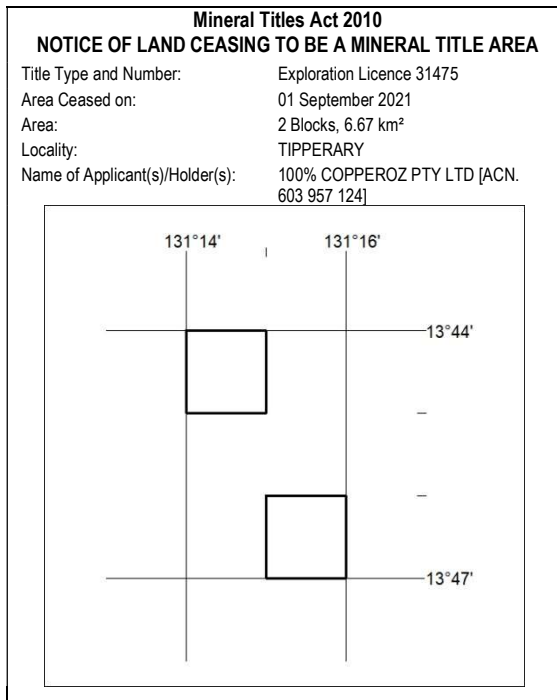 Mineral Titles Act 2010
NOTICE OF LAND CEASING TO BE A MINERAL TITLE AREA
Title Type and Number: Exploration Licence 31475
Area Ceased on: 01 September 2021
Area: 2 Blocks, 6.67 km²
Locality: TIPPERARY
Name of Applicant(s)/Holder(s): 100% COPPEROZ PTY LTD [ACN.
603 957 124]
131°14' 131°16'
13°44'
13°47'